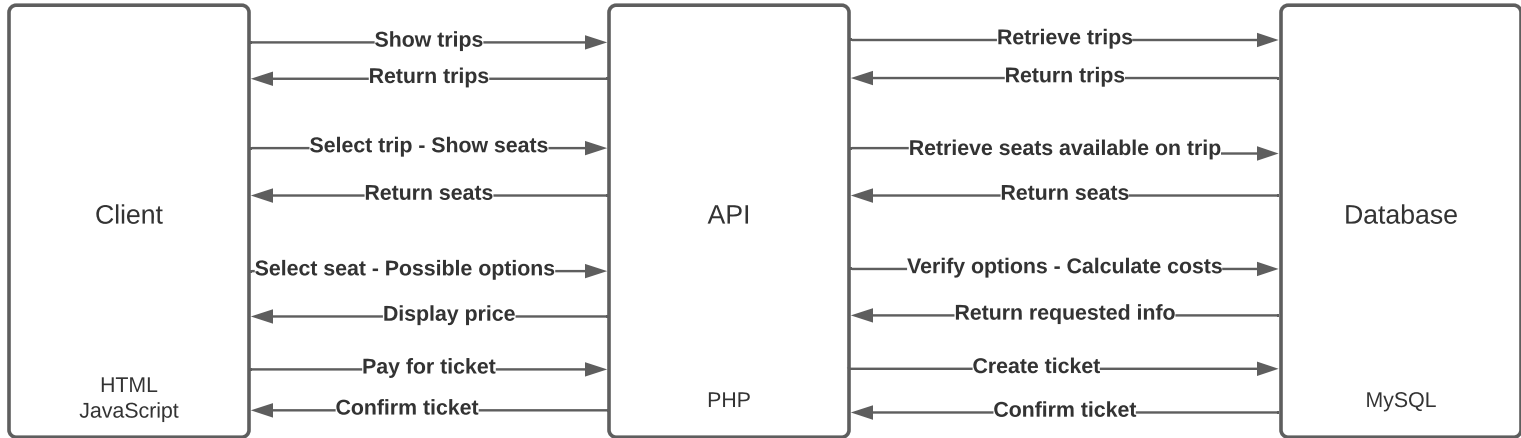 Show trips
Retrieve trips
Return trips
Return trips
Select trip - Show seats
Retrieve seats available on trip
Return seats
Return seats
Client
API
Database
Select seat - Possible options
Verify options - Calculate costs
Display price
Return requested info
Pay for ticket
Create ticket
HTML
JavaScript
PHP
MySQL
Confirm ticket
Confirm ticket